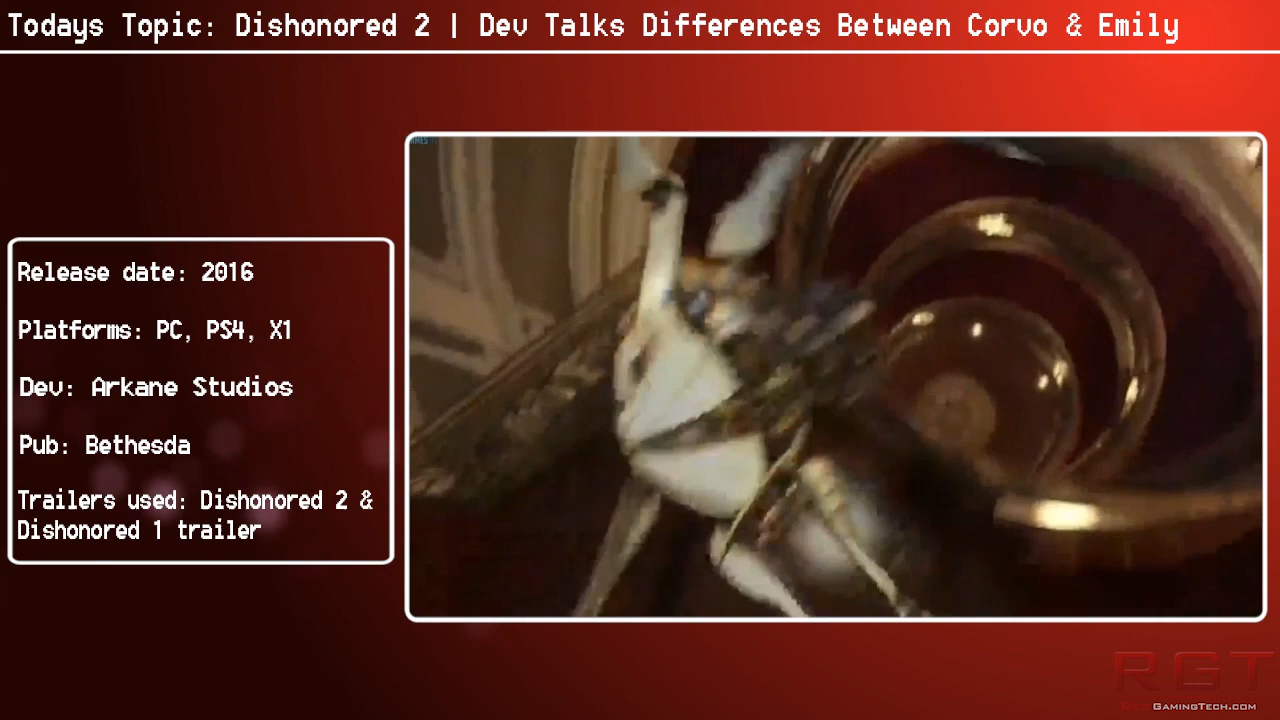 Todays Topic: Dishonored 2 | Dev Talks Differences Between Corvo & Emily
Release date: 2016
Platforms: PC, PS4, X1
Dev: Arkane Studios
Pub: Bethesda
Trailers used: Dishonored 2 &
Dishonored 1 trailer
RGT
RedGamingTech.com